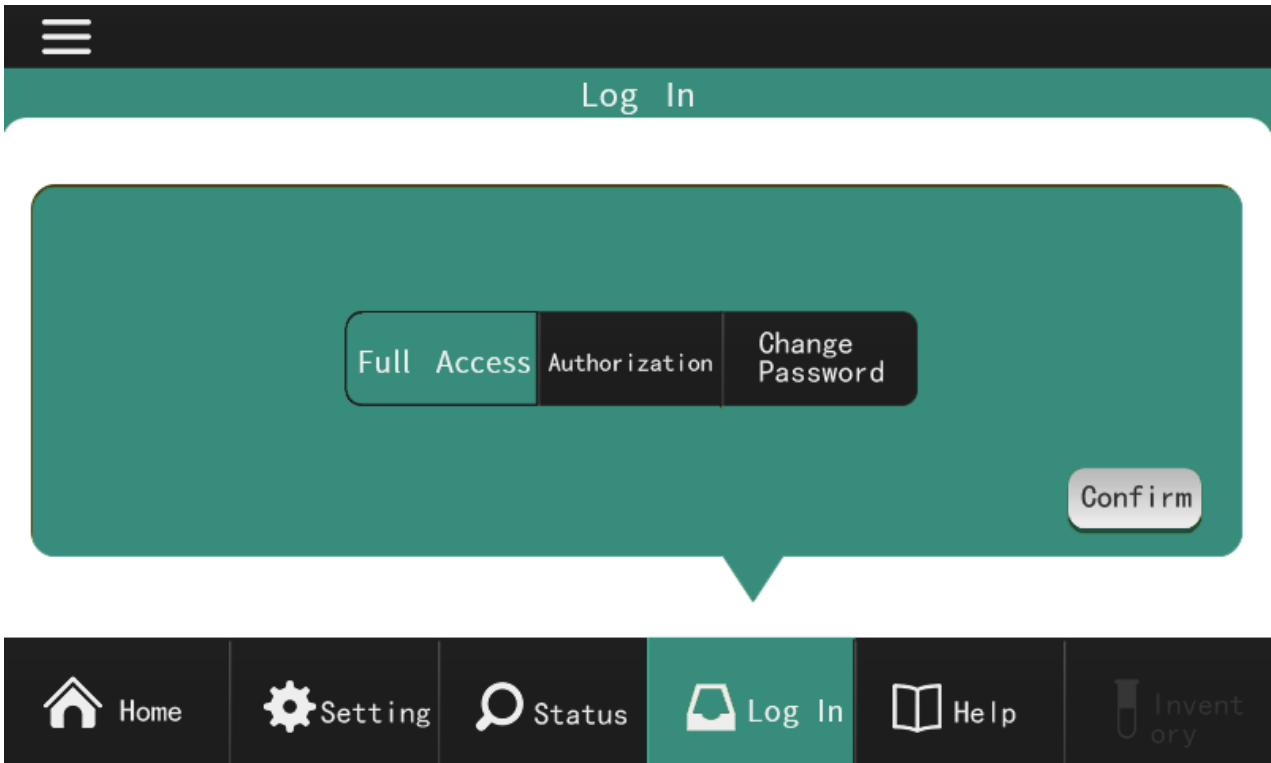 Log In
Full Access
Authorization
Change
Password
Confirm
Home
Setting
Status
Log In
Help
Invent
ory